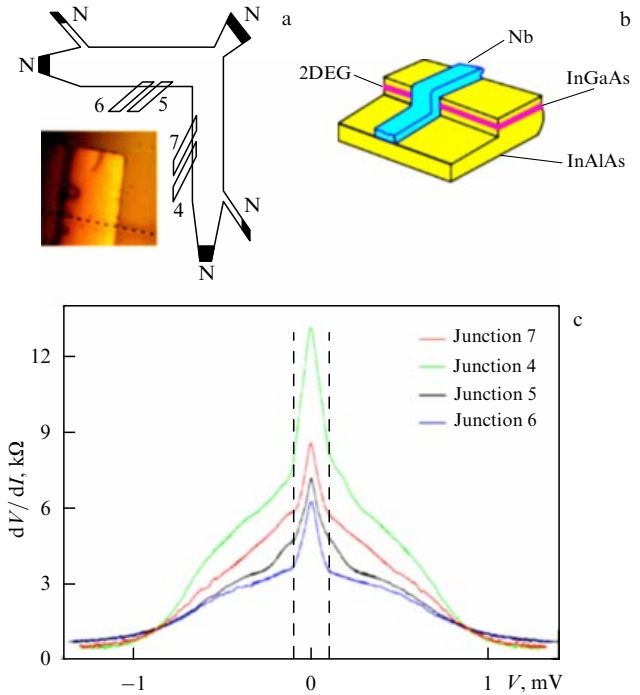 a
N
N
N
6
5
7
4
N
N
b
Nb
2DEG
InGaAs
InAlAs
c
Junction 7
Junction 4
Junction 5
Junction 6
dV/dI, kΩ
12
9
6
3
0
−1
0
1
V, mV